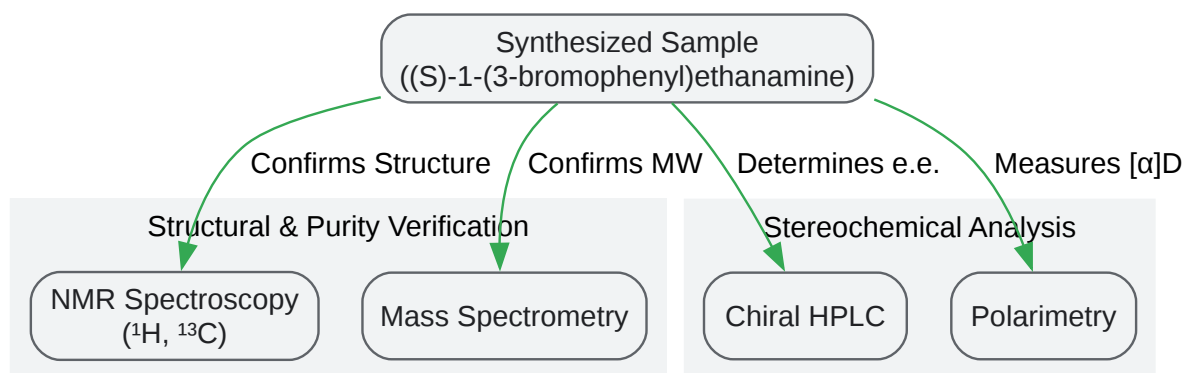 Synthesized Sample
((S)-1-(3-bromophenyl)ethanamine)
Confirms Structure
Confirms MW
Determines e.e.
Measures [α]D
Structural & Purity Verification
Stereochemical Analysis
NMR Spectroscopy
(¹H, ¹³C)
Mass Spectrometry
Chiral HPLC
Polarimetry